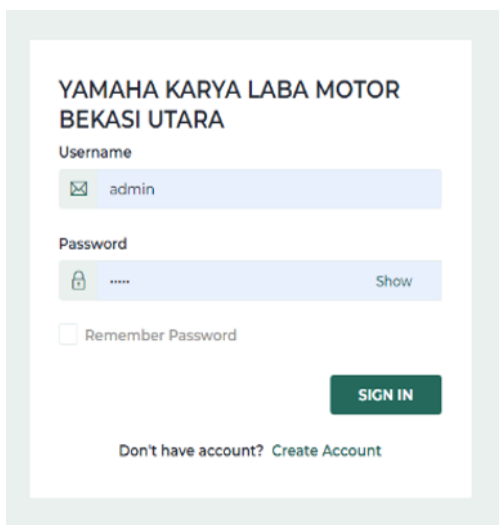 YAMAHA KARYA LABA MOTOR
BEKASI UTARA
Username
admin
Password
•••••
Show
Remember Password
SIGN IN
Don't have account? Create Account